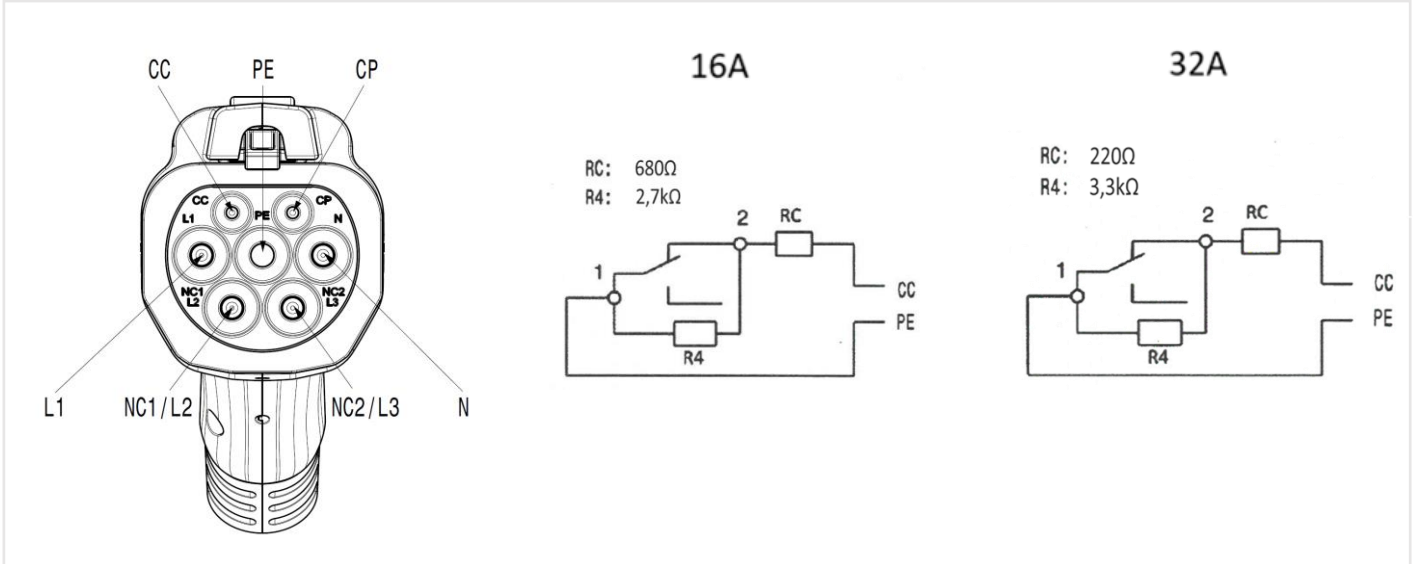 CC PE CP
CC CP
L1 PE N
NC1 NC2
L2 L3
L1 NC1/L2 NC2/L3 N
16A
RC: 680Ω
R4: 2,7kΩ
2 RC
1
CC
PE
R4
32A
RC: 220Ω
R4: 3,3kΩ
2 RC
1
CC
PE
R4